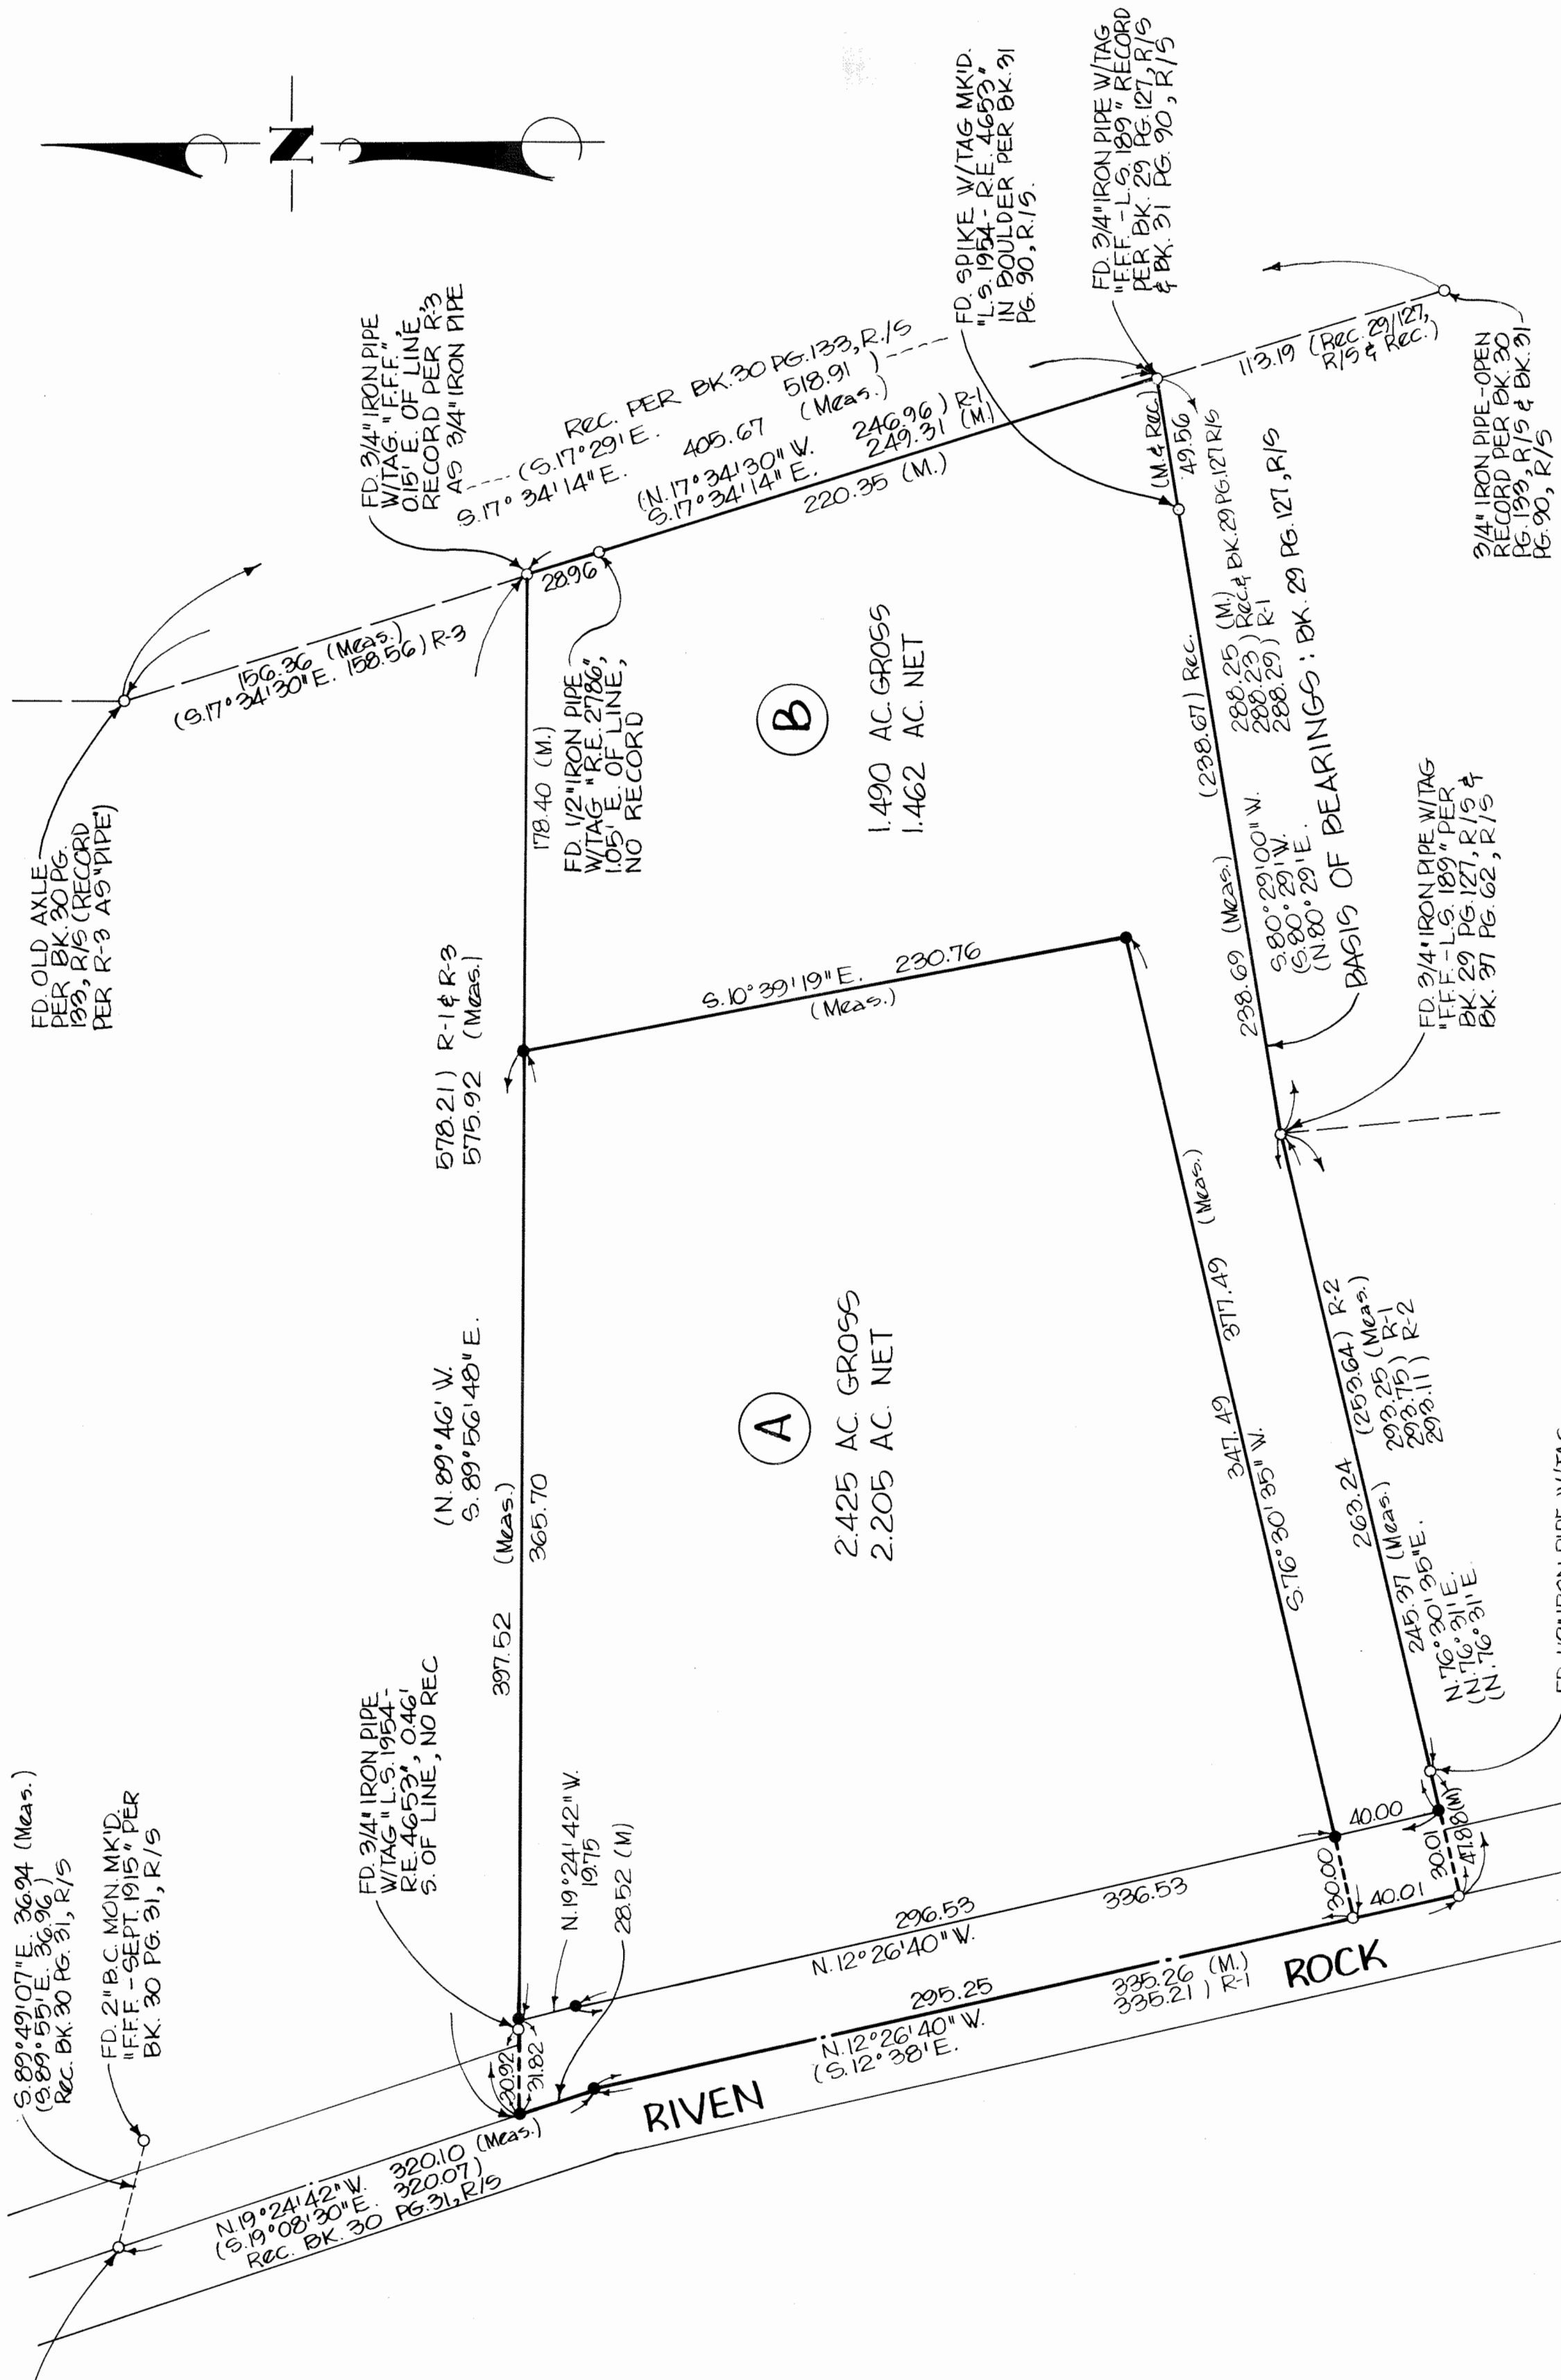 N
FD. OLD AXLE
PER BK. 30 PG.
133, R/S (RECORD
PER R-3 AS "PIPE")
156.36 (Meas.)
(S.17°34'30"E. 158.56) R-3
FD. 3/4" IRON PIPE
W/TAG "F.F.F.",
0.15' E. OF LINE,
RECORD PER R-3
AS 3/4" IRON PIPE
REC. PER BK. 30 PG. 133, R./S
(S.17°29'E. 518.91)
S.17°34'14"E. 405.67 (Meas.)
(N.17°34'30"W. 246.96) R-1
S.17°34'14"E. 249.31 (M.)
220.35 (M.)
28.96
FD. SPIKE W/TAG MK'D.
"L.S. 1954 - R.E. 4653"
IN BOULDER PER BK. 31
PG. 90, R./S.
FD. 3/4" IRON PIPE W/TAG
"F.F.F. - L.S. 189" RECORD
PER BK. 29 PG. 127, R/S
& BK. 31 PG. 90, R/S
113.19 (Rec. 29/127,
R/S & Rec.)
3/4" IRON PIPE-OPEN
RECORD PER BK. 30
PG. 133, R/S & BK. 31
PG. 90, R/S
(M. & Rec.)
49.56
178.40 (M.)
FD. 1/2" IRON PIPE
W/TAG "R.E. 2786"
1.05' E. OF LINE,
NO RECORD
B
1.490 AC. GROSS
1.462 AC. NET
(238.67) Rec.
238.69 (Meas.)
288.25 (M.)
288.23) Rec. & BK. 29 PG. 127 R/S
288.29) R-1
S.80°29'00"W.
(S.80°29'W.
(N.80°29'E.
BASIS OF BEARINGS: BK. 29 PG. 127, R/S
FD. 3/4" IRON PIPE W/TAG
"F.F.F. - L.S. 189" PER
BK. 29 PG. 127, R/S &
BK. 37 PG. 62, R/S
578.21) R-1 & R-3
575.92 (Meas.)
S.10°39'19"E. 230.76
(Meas.)
(N.89°46'W.
S.89°56'48"E.
397.52 (Meas.)
365.70
A
2.425 AC. GROSS
2.205 AC. NET
S.76°30'35"W.
347.49 377.49 (Meas.)
263.24 (253.64) R-2
245.37 (Meas.) 293.25 (Meas.)
N.76°30'35"E. 293.75) R-1
(N.76°31'E. 293.11) R-2
(N.76°31'E.
S.89°49'07"E. 36.94 (Meas.)
(S.89°55'E. 36.96)
Rec. BK. 30 PG. 31, R/S
FD. 2" B.C. MON. MK'D.
"F.F.F. - SEPT. 1915" PER
BK. 30 PG. 31, R/S
FD. 3/4" IRON PIPE
W/TAG "L.S. 1954 -
R.E. 4653", 0.46'
S. OF LINE, NO REC
N.19°24'42"W.
19.75
28.52 (M)
30.92
31.82
N.19°24'42"W. 320.10 (Meas.)
(S.19°08'30"E. 320.07)
Rec. BK. 30 PG. 31, R/S
296.53
336.53
N.12°26'40"W.
295.25
335.26 (M.)
335.21) R-1
N.12°26'40"W.
(S.12°38'E.
40.00
30.00
40.01
30.01
47.88 (M)
RIVEN ROCK